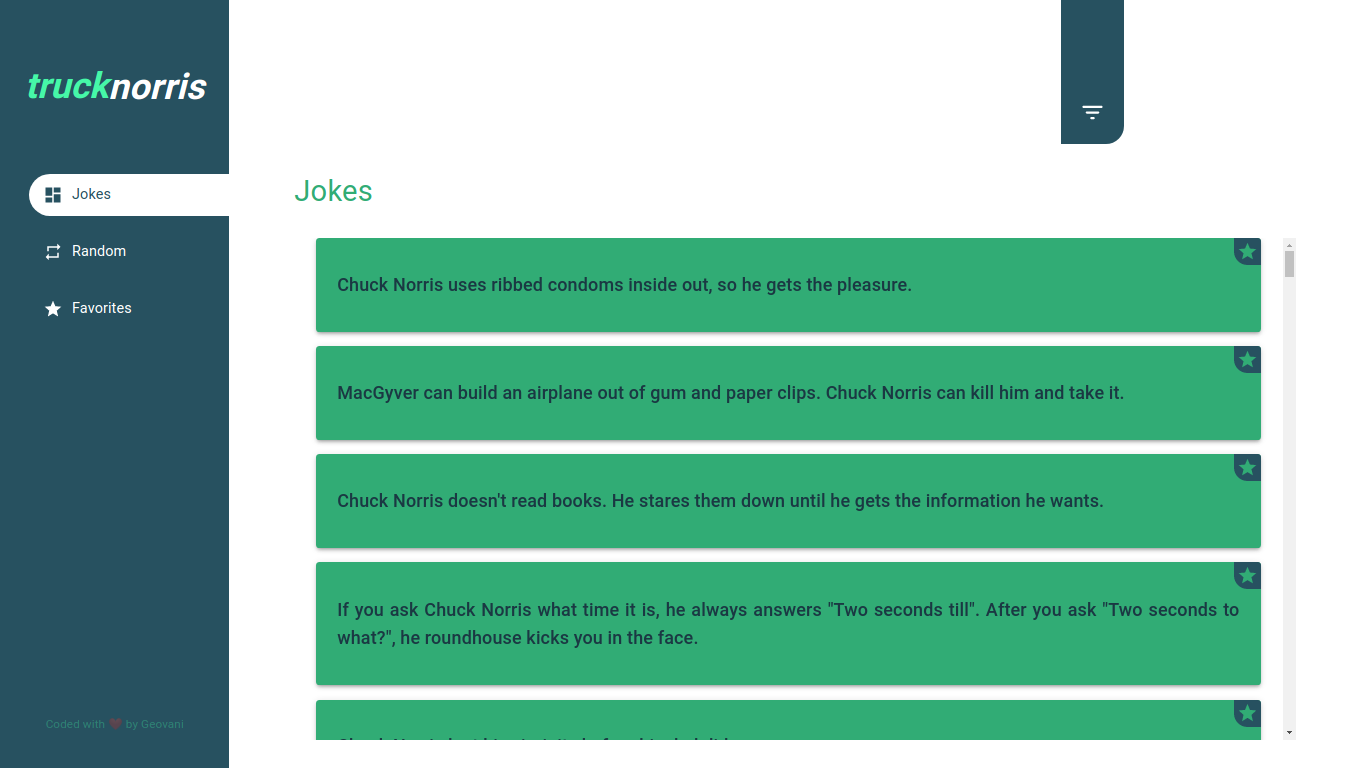 trucknorris
Jokes
Random
Favorites
Coded with ❤ by Geovani
Jokes
Chuck Norris uses ribbed condoms inside out, so he gets the pleasure.
MacGyver can build an airplane out of gum and paper clips. Chuck Norris can kill him and take it.
Chuck Norris doesn't read books. He stares them down until he gets the information he wants.
If you ask Chuck Norris what time it is, he always answers "Two seconds till". After you ask "Two seconds to
what?", he roundhouse kicks you in the face.